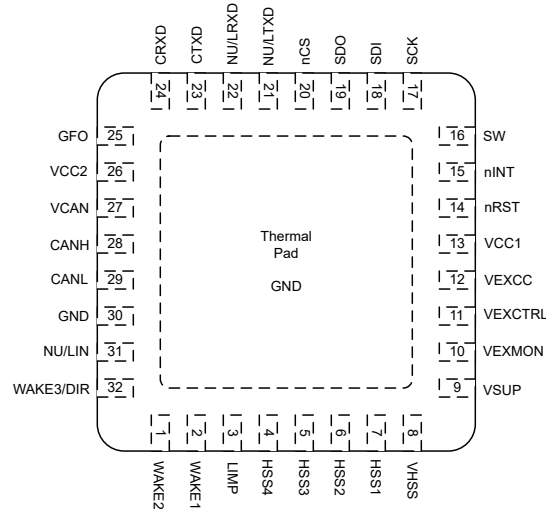 CRXD
CTXD
NU/LRXD
NU/LTXD
nCS
SDO
SDI
SCK
24
23
22
21
20
19
18
17
GFO 25
VCC2 26
VCAN 27
CANH 28
CANL 29
GND 30
NU/LIN 31
WAKE3/DIR 32
Thermal
Pad
GND
16 SW
15 nINT
14 nRST
13 VCC1
12 VEXCC
11 VEXCTRL
10 VEXMON
9 VSUP
1
2
3
4
5
6
7
8
WAKE2
WAKE1
LIMP
HSS4
HSS3
HSS2
HSS1
VHSS